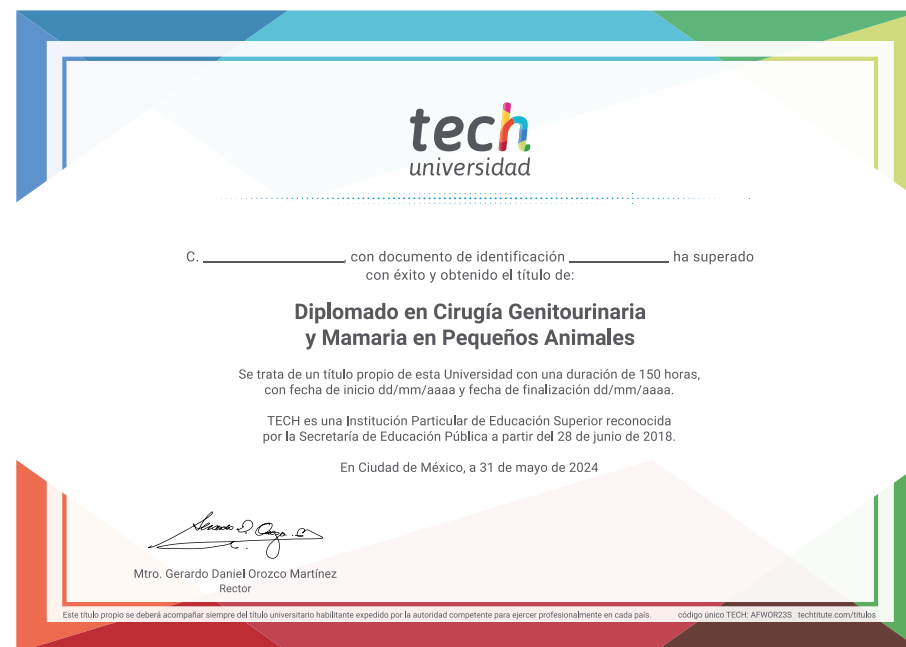 tech
universidad
C. ____________________, con documento de identificación ______________ ha superado
con éxito y obtenido el título de:
Diplomado en Cirugía Genitourinaria
y Mamaria en Pequeños Animales
Se trata de un título propio de esta Universidad con una duración de 150 horas,
con fecha de inicio dd/mm/aaaa y fecha de finalización dd/mm/aaaa.
TECH es una Institución Particular de Educación Superior reconocida
por la Secretaría de Educación Pública a partir del 28 de junio de 2018.
En Ciudad de México, a 31 de mayo de 2024
Mtro. Gerardo Daniel Orozco Martínez
Rector
Este título propio se deberá acompañar siempre del título universitario habilitante expedido por la autoridad competente para ejercer profesionalmente en cada país. código único TECH: AFWOR23S techtitute.com/titulos